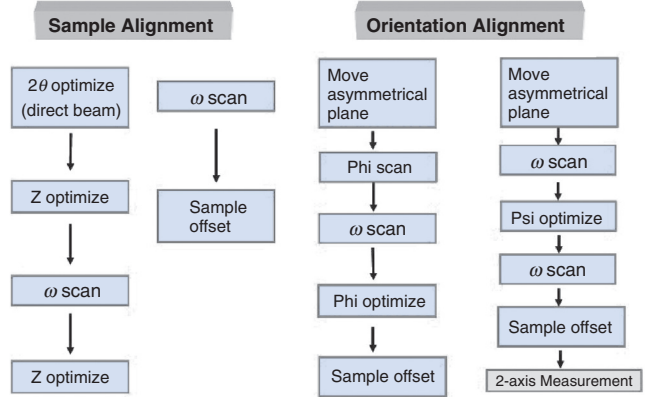 Sample Alignment
2θ optimize
(direct beam)
Z optimize
ω scan
Z optimize
ω scan
Sample
offset
Orientation Alignment
Move
asymmetrical
plane
Phi scan
ω scan
Phi optimize
Sample offset
Move
asymmetrical
plane
ω scan
Psi optimize
ω scan
Sample offset
2-axis Measurement